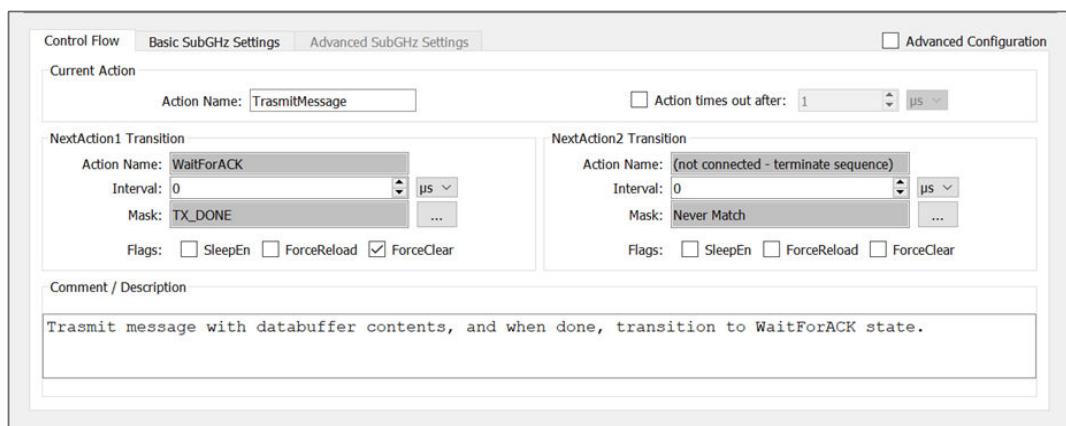 Control Flow Basic SubGHz Settings Advanced SubGHz Settings Advanced Configuration
Current Action
Action Name: TrasmitMessage Action times out after: 1 µs
NextAction1 Transition NextAction2 Transition
Action Name: WaitForACK Action Name: (not connected - terminate sequence)
Interval: 0 µs Interval: 0 µs
Mask: TX_DONE ... Mask: Never Match ...
Flags: SleepEn ForceReload ForceClear Flags: SleepEn ForceReload ForceClear
Comment / Description
Trasmit message with databuffer contents, and when done, transition to WaitForACK state.